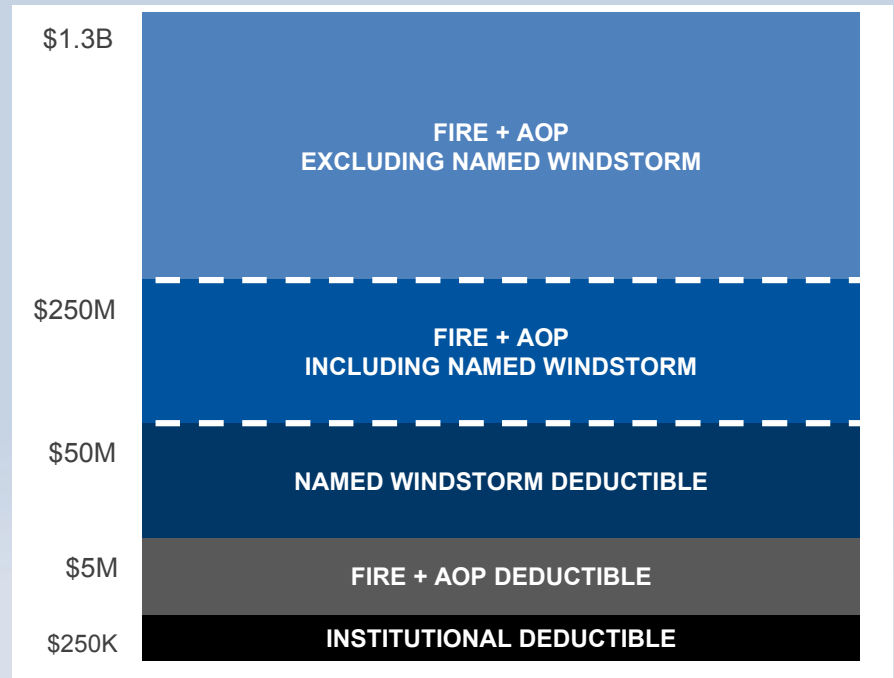 $1.3B
FIRE + AOP
EXCLUDING NAMED WINDSTORM
$250M
FIRE + AOP
INCLUDING NAMED WINDSTORM
$50M
NAMED WINDSTORM DEDUCTIBLE
$5M
FIRE + AOP DEDUCTIBLE
$250K
INSTITUTIONAL DEDUCTIBLE